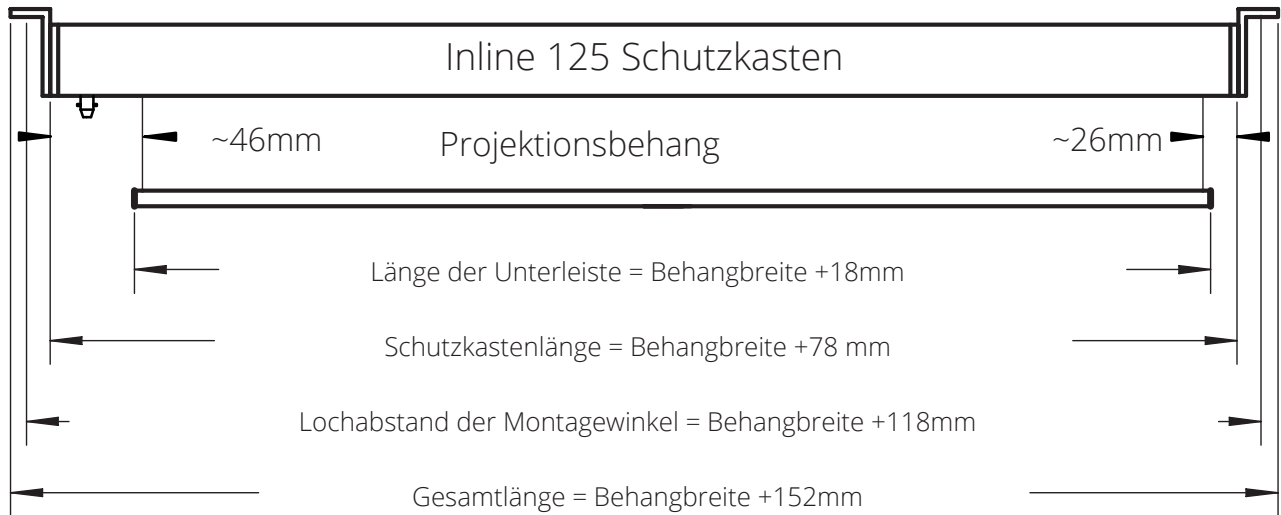 Inline 125 Schutzkasten
~46mm
Projektionsbehang
~26mm
Länge der Unterleiste = Behangbreite +18mm
Schutzkastenlänge = Behangbreite +78 mm
Lochabstand der Montagewinkel = Behangbreite +118mm
Gesamtlänge = Behangbreite +152mm